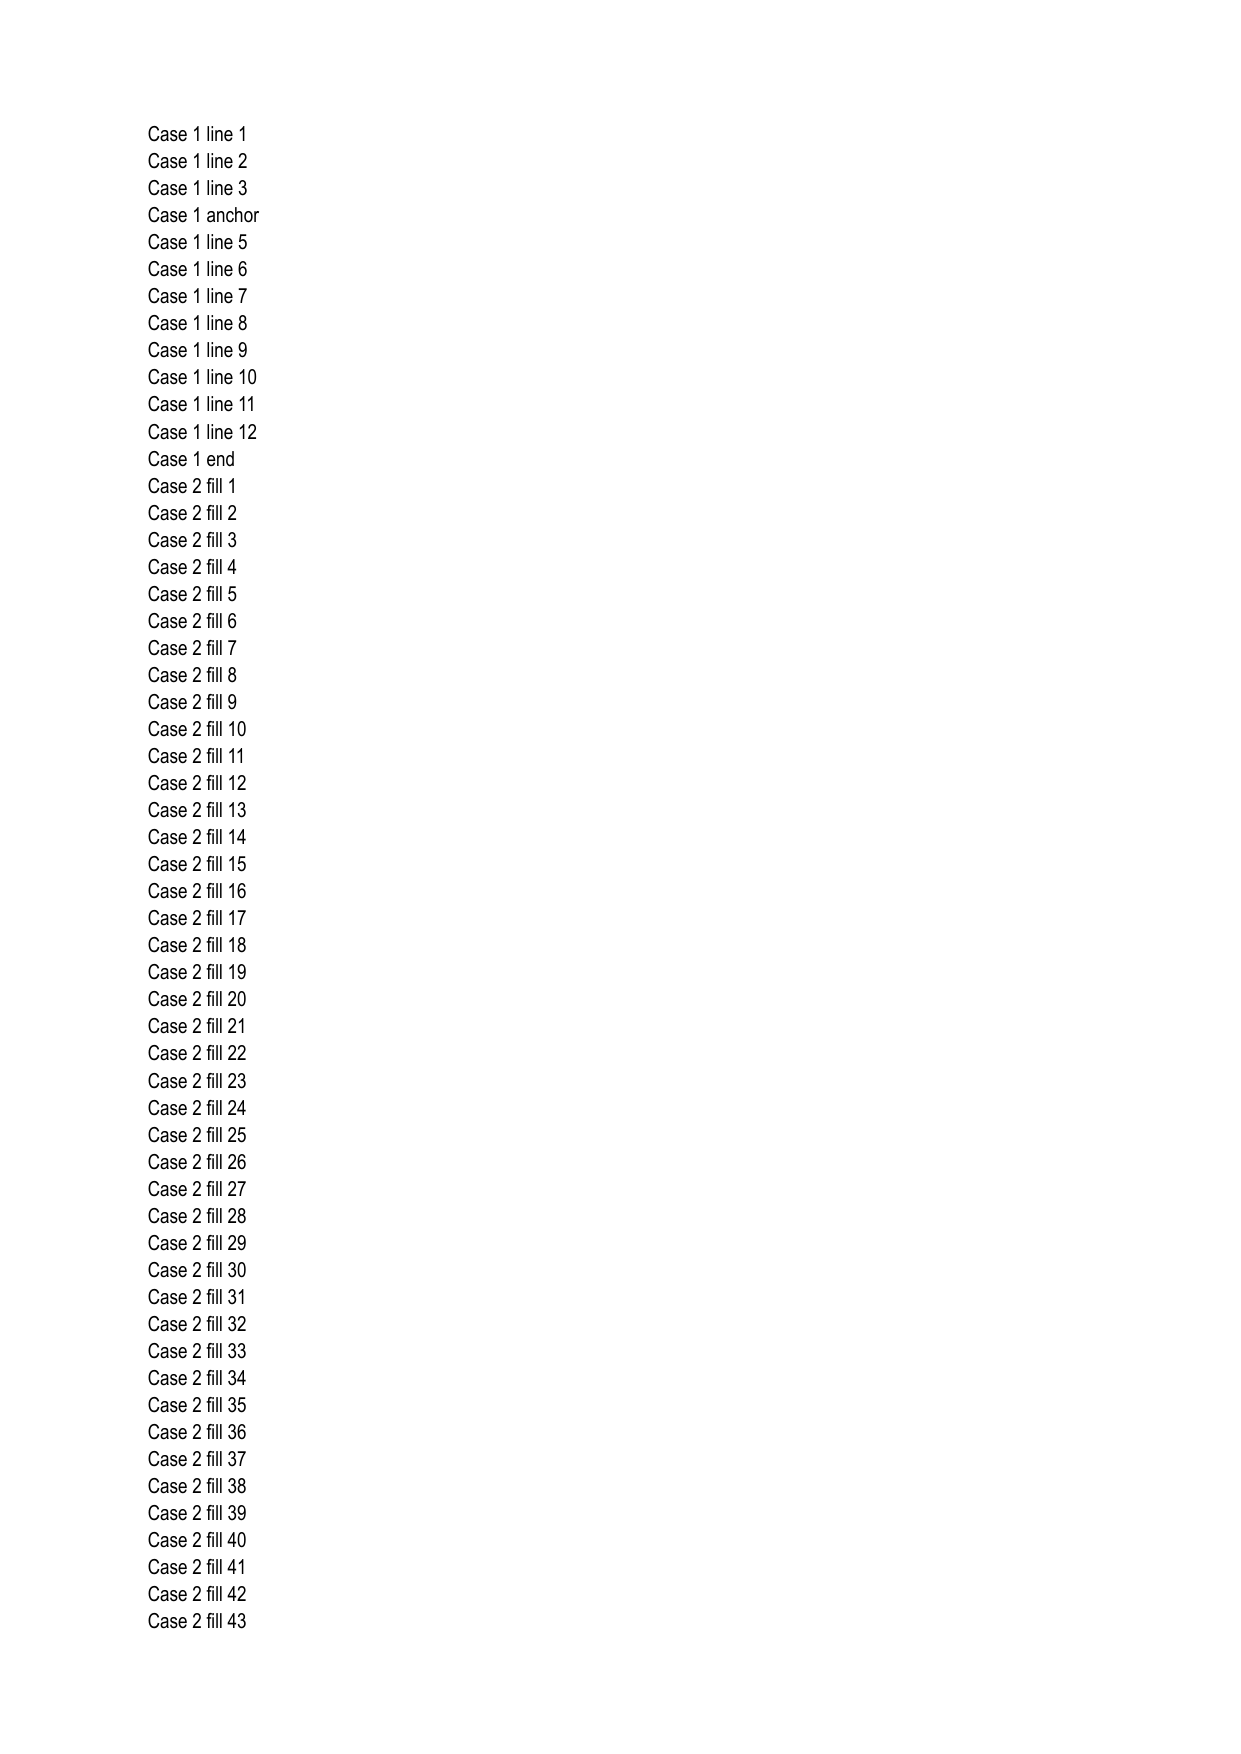 Case 1 line 1
Case 1 line 2
Case 1 line 3
Case 1 anchor
Case 1 line 5
Case 1 line 6
Case 1 line 7
Case 1 line 8
Case 1 line 9
Case 1 line 10
Case 1 line 11
Case 1 line 12
Case 1 end
Case 2 fill 1
Case 2 fill 2
Case 2 fill 3
Case 2 fill 4
Case 2 fill 5
Case 2 fill 6
Case 2 fill 7
Case 2 fill 8
Case 2 fill 9
Case 2 fill 10
Case 2 fill 11
Case 2 fill 12
Case 2 fill 13
Case 2 fill 14
Case 2 fill 15
Case 2 fill 16
Case 2 fill 17
Case 2 fill 18
Case 2 fill 19
Case 2 fill 20
Case 2 fill 21
Case 2 fill 22
Case 2 fill 23
Case 2 fill 24
Case 2 fill 25
Case 2 fill 26
Case 2 fill 27
Case 2 fill 28
Case 2 fill 29
Case 2 fill 30
Case 2 fill 31
Case 2 fill 32
Case 2 fill 33
Case 2 fill 34
Case 2 fill 35
Case 2 fill 36
Case 2 fill 37
Case 2 fill 38
Case 2 fill 39
Case 2 fill 40
Case 2 fill 41
Case 2 fill 42
Case 2 fill 43